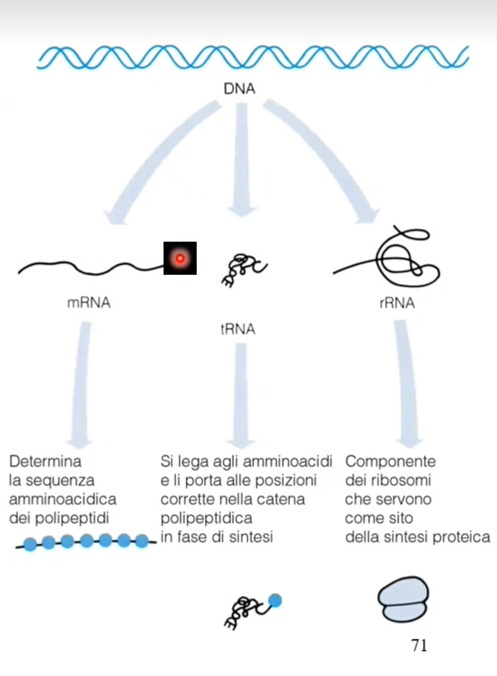 DNA
mRNA
tRNA
rRNA
Determina
la sequenza
amminoacidica
dei polipeptidi
Si lega agli amminoacidi
e li porta alle posizioni
corrette nella catena
polipeptidica
in fase di sintesi
Componente
dei ribosomi
che servono
come sito
della sintesi proteica
71